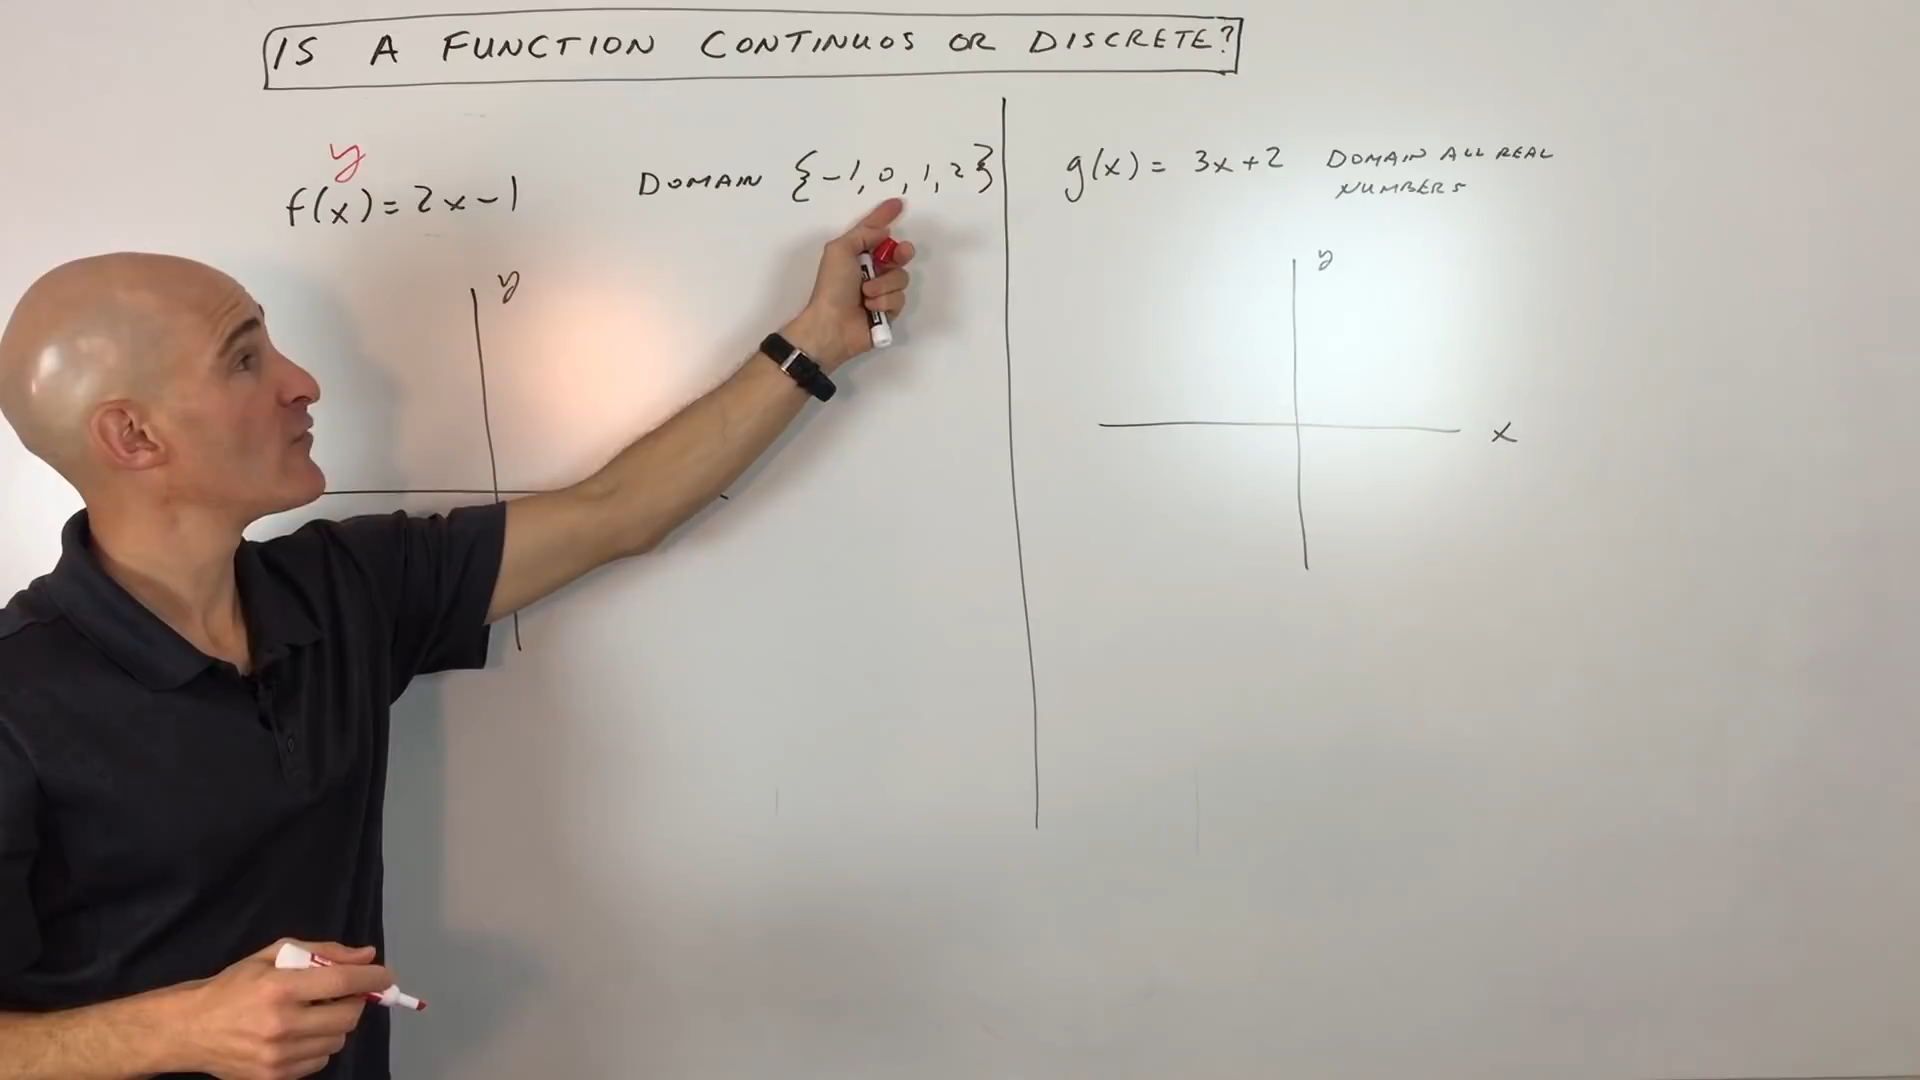 IS A FUNCTION CONTINUOS OR DISCRETE?
y
f(x)=2x-1
DOMAIN {-1, 0, 1, 2}
y
g(x)= 3x+2
DOMAIN ALL REAL
NUMBERS
y
x